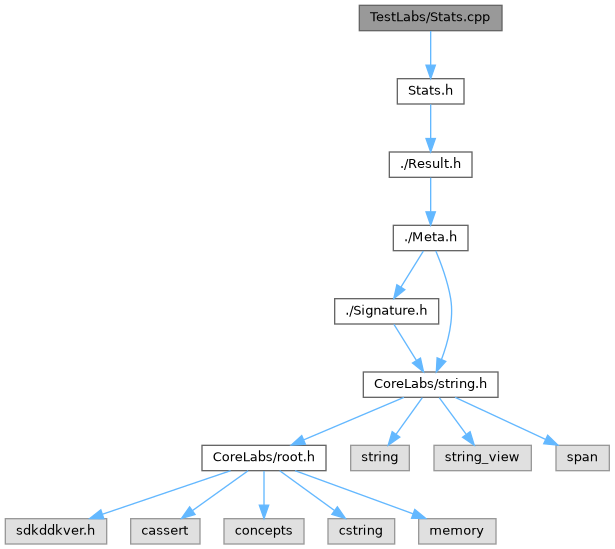 TestLabs/Stats.cpp
Stats.h
./Result.h
./Meta.h
./Signature.h
CoreLabs/string.h
CoreLabs/root.h
string
string_view
span
sdkddkver.h
cassert
concepts
cstring
memory